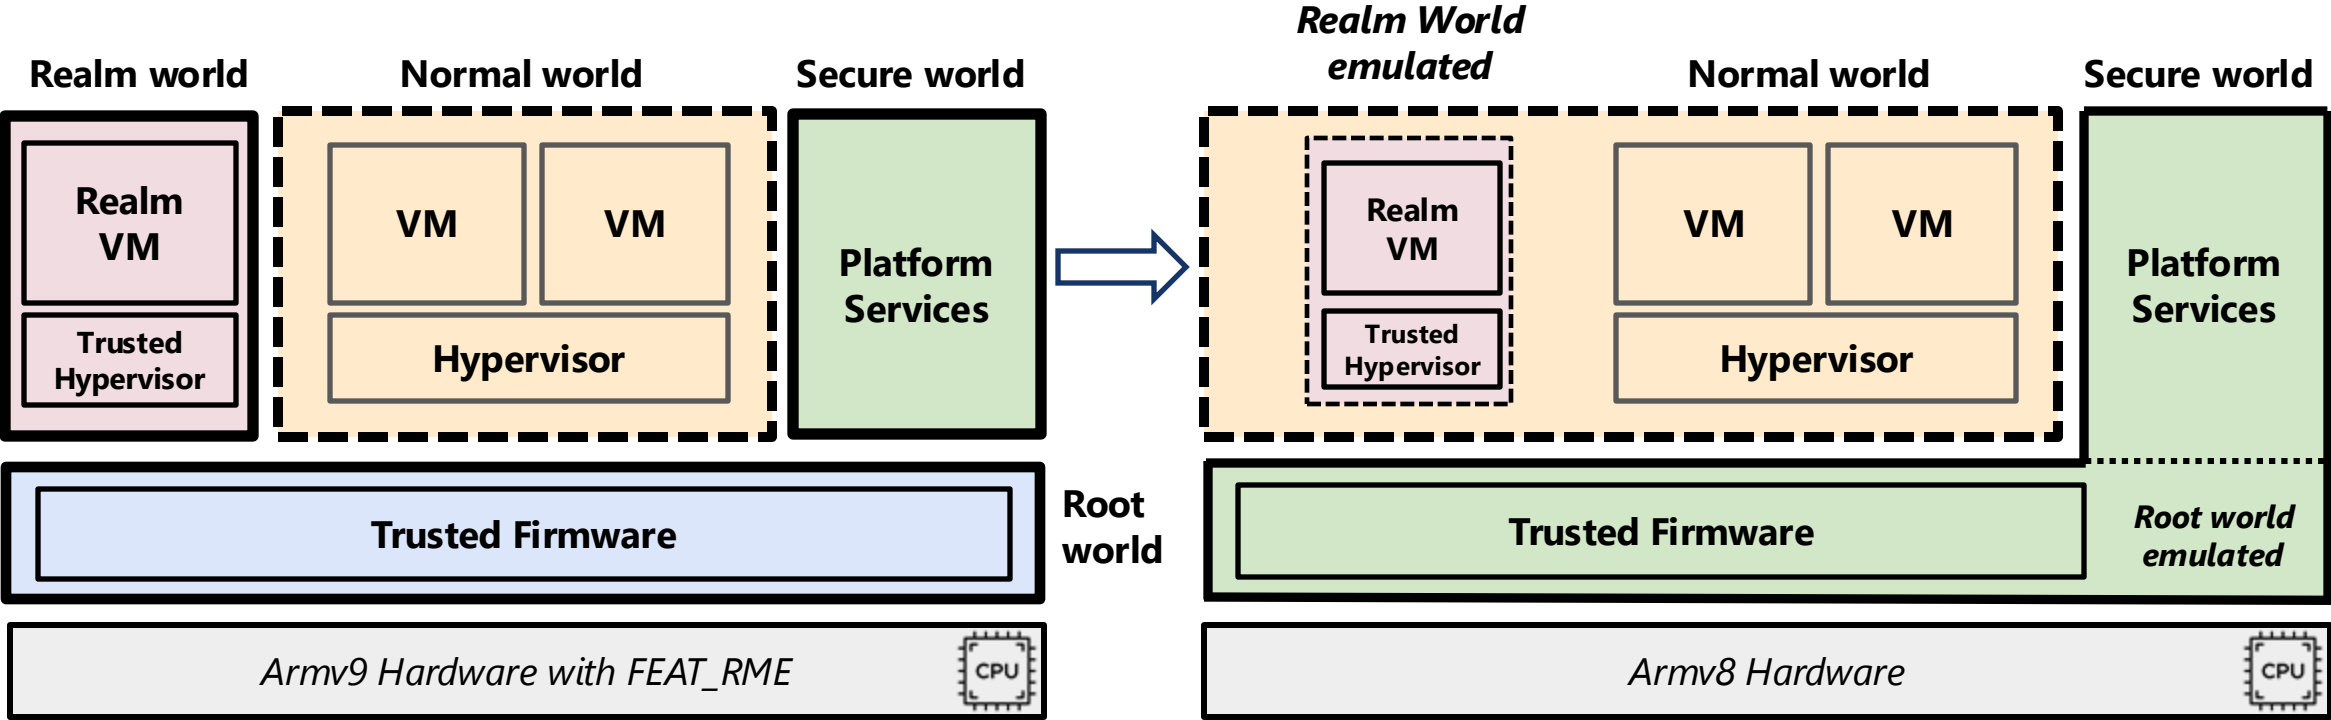 Realm world
Normal world
Secure world
Realm
VM
Trusted
Hypervisor
VM
VM
Hypervisor
Platform
Services
Trusted Firmware
Root
world
Armv9 Hardware with FEAT_RME
CPU
Realm World
emulated
Normal world
Secure world
Realm
VM
Trusted
Hypervisor
VM
VM
Hypervisor
Platform
Services
Trusted Firmware
Root world
emulated
Armv8 Hardware
CPU